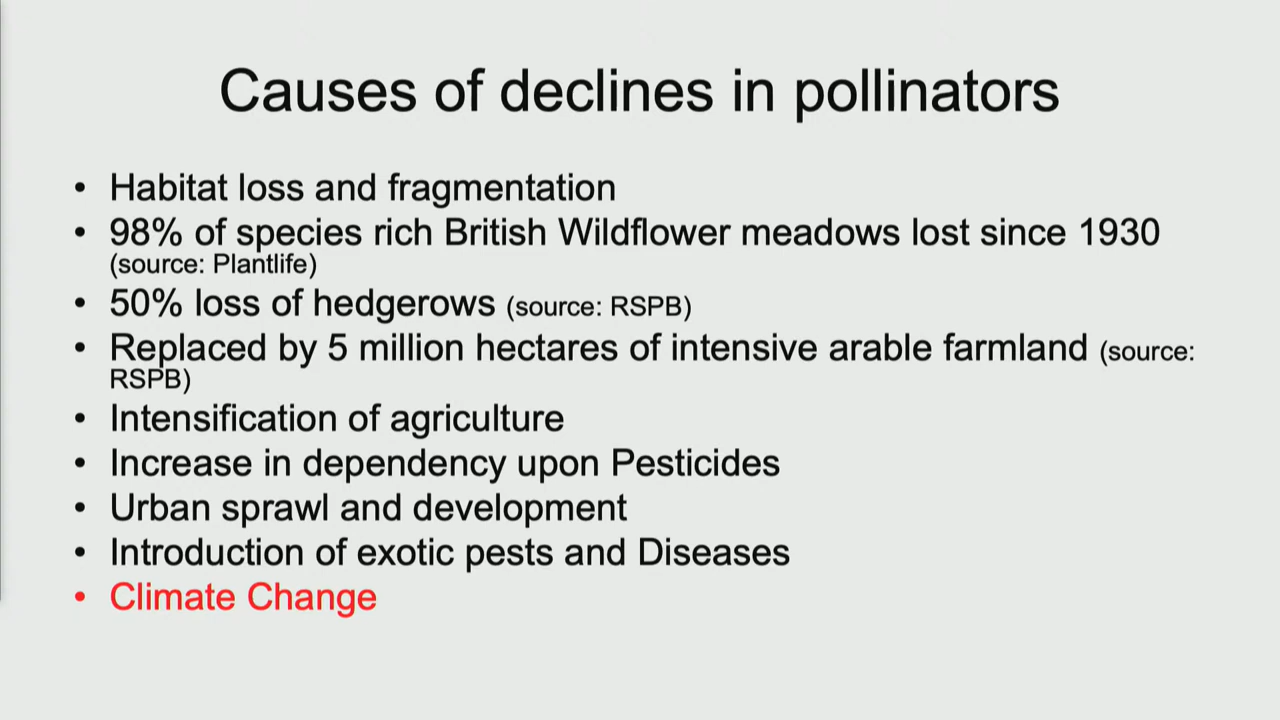 Causes of declines in pollinators
• Habitat loss and fragmentation
• 98% of species rich British Wildflower meadows lost since 1930
(source: Plantlife)
• 50% loss of hedgerows (source: RSPB)
• Replaced by 5 million hectares of intensive arable farmland (source:
RSPB)
• Intensification of agriculture
• Increase in dependency upon Pesticides
• Urban sprawl and development
• Introduction of exotic pests and Diseases
• Climate Change